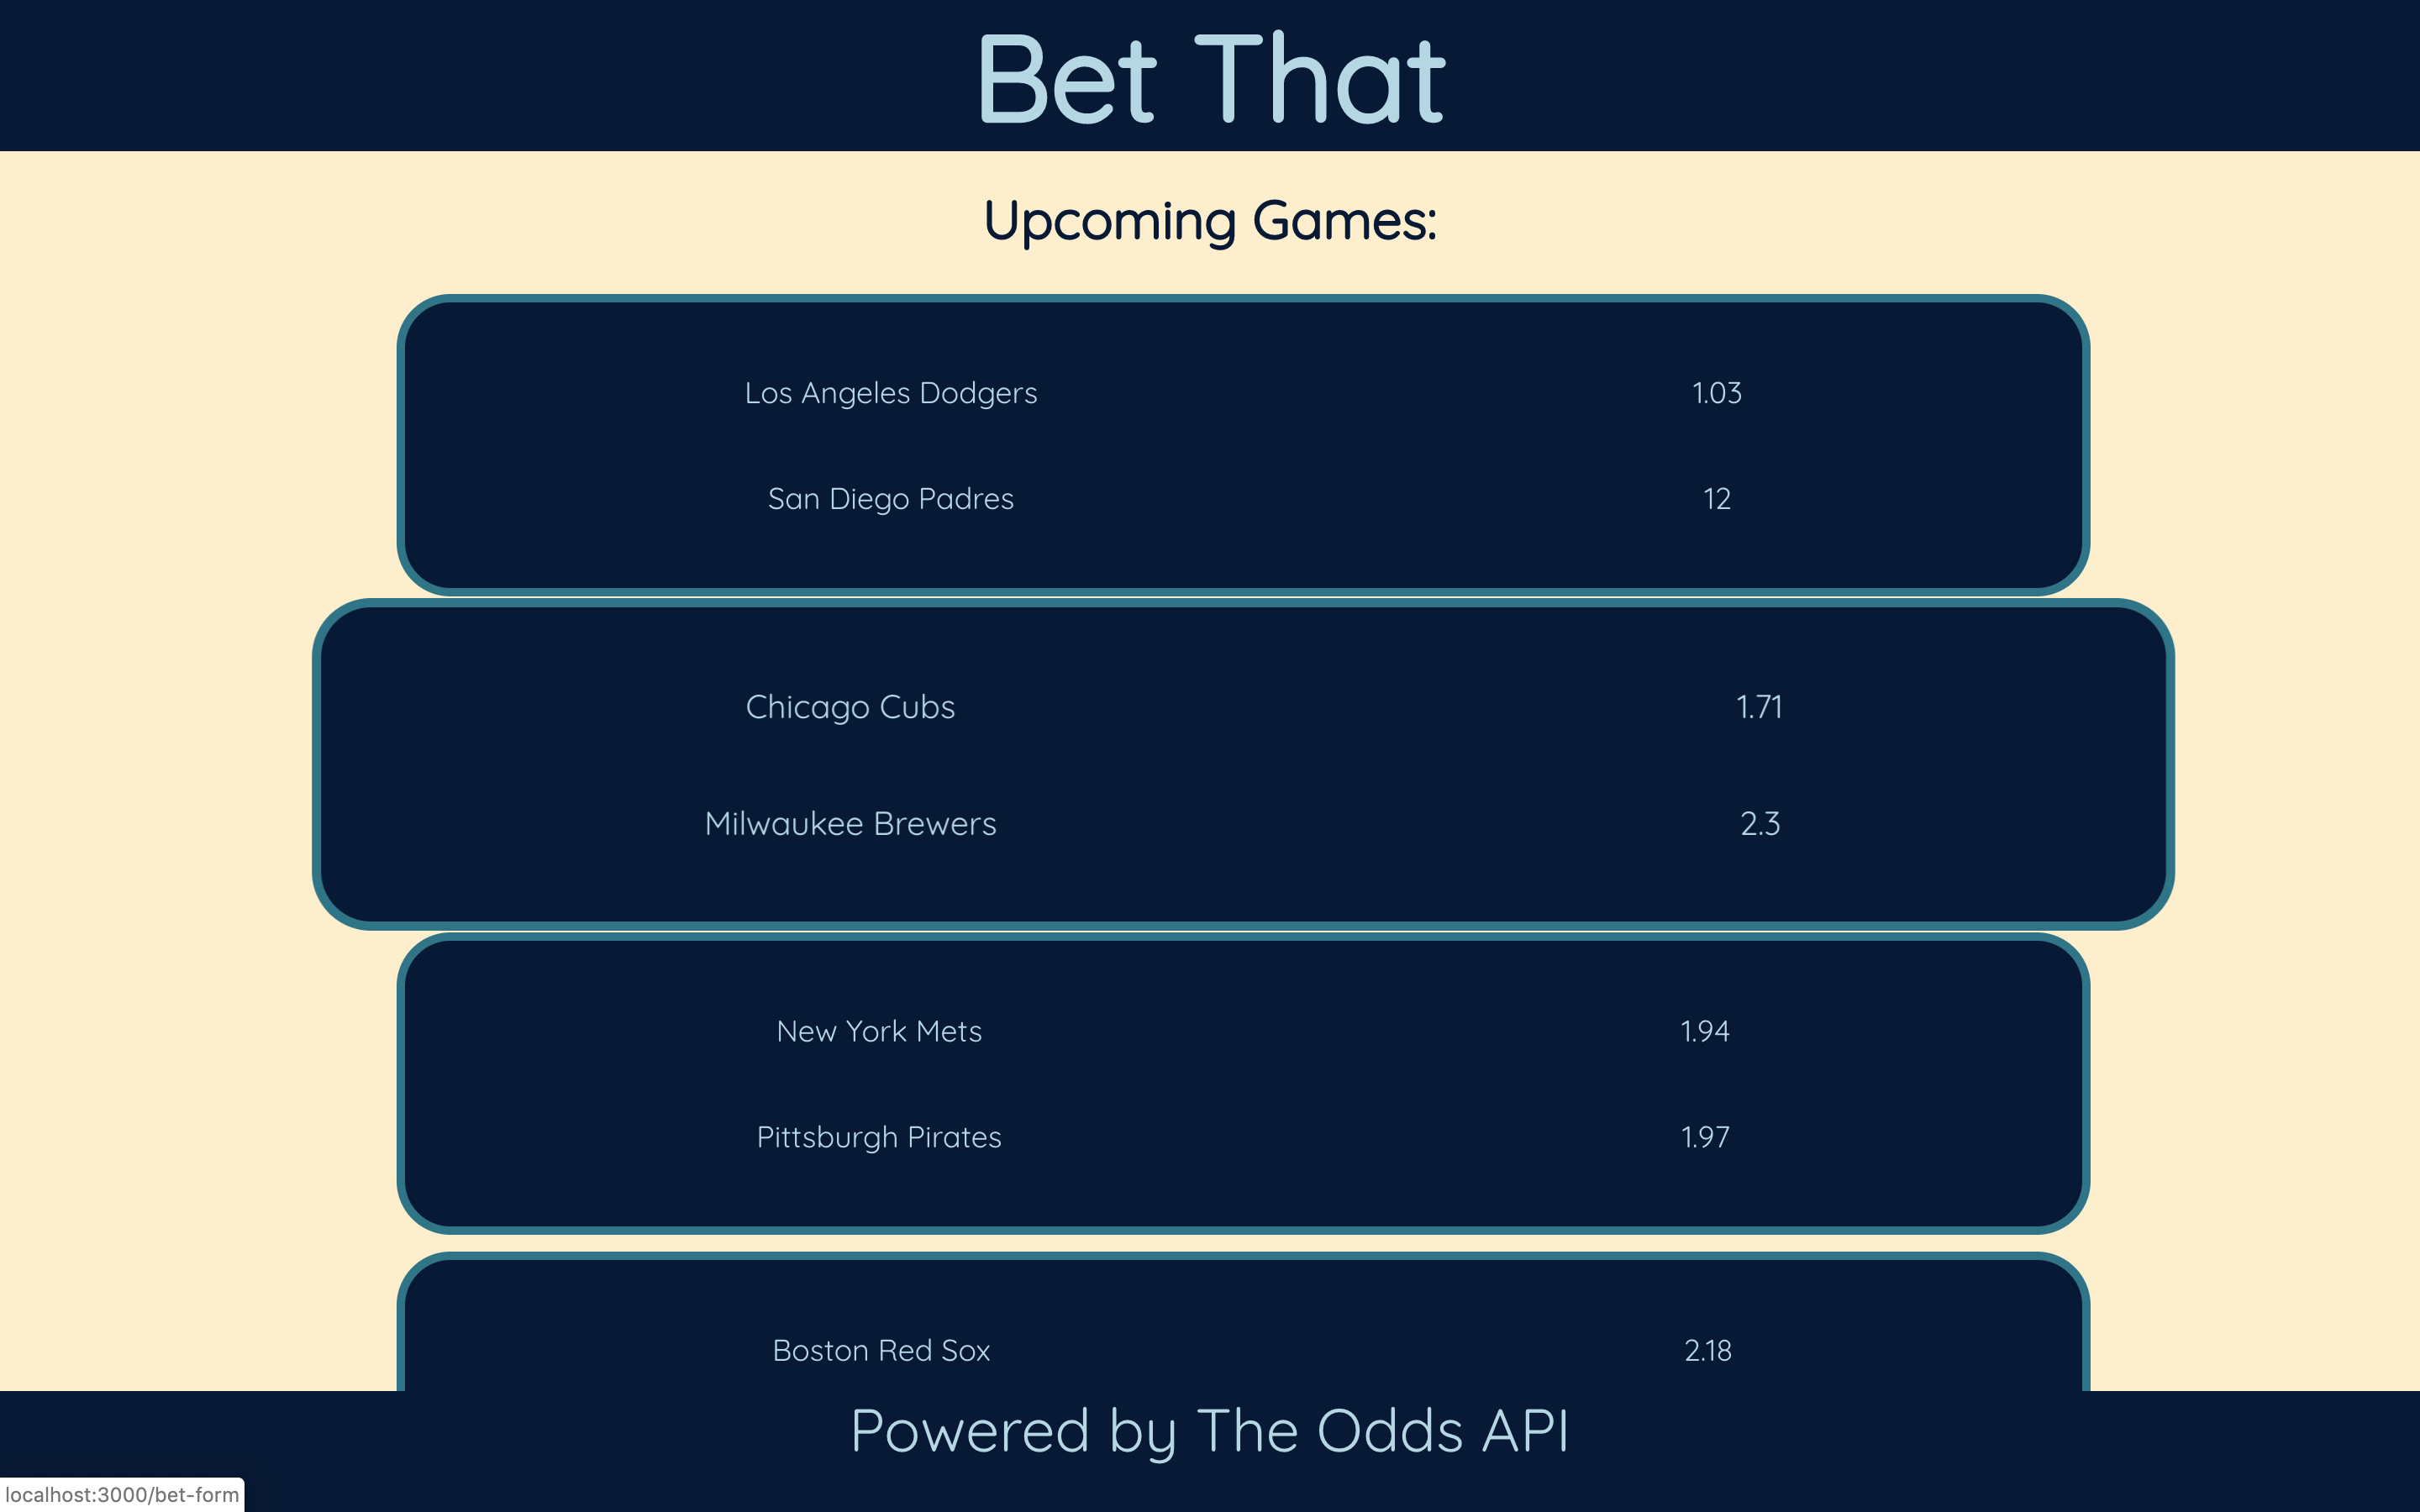 Bet That
Upcoming Games:
Los Angeles Dodgers 1.03
San Diego Padres 12
Chicago Cubs 1.71
Milwaukee Brewers 2.3
New York Mets 1.94
Pittsburgh Pirates 1.97
Boston Red Sox 2.18
Powered by The Odds API
localhost:3000/bet-form